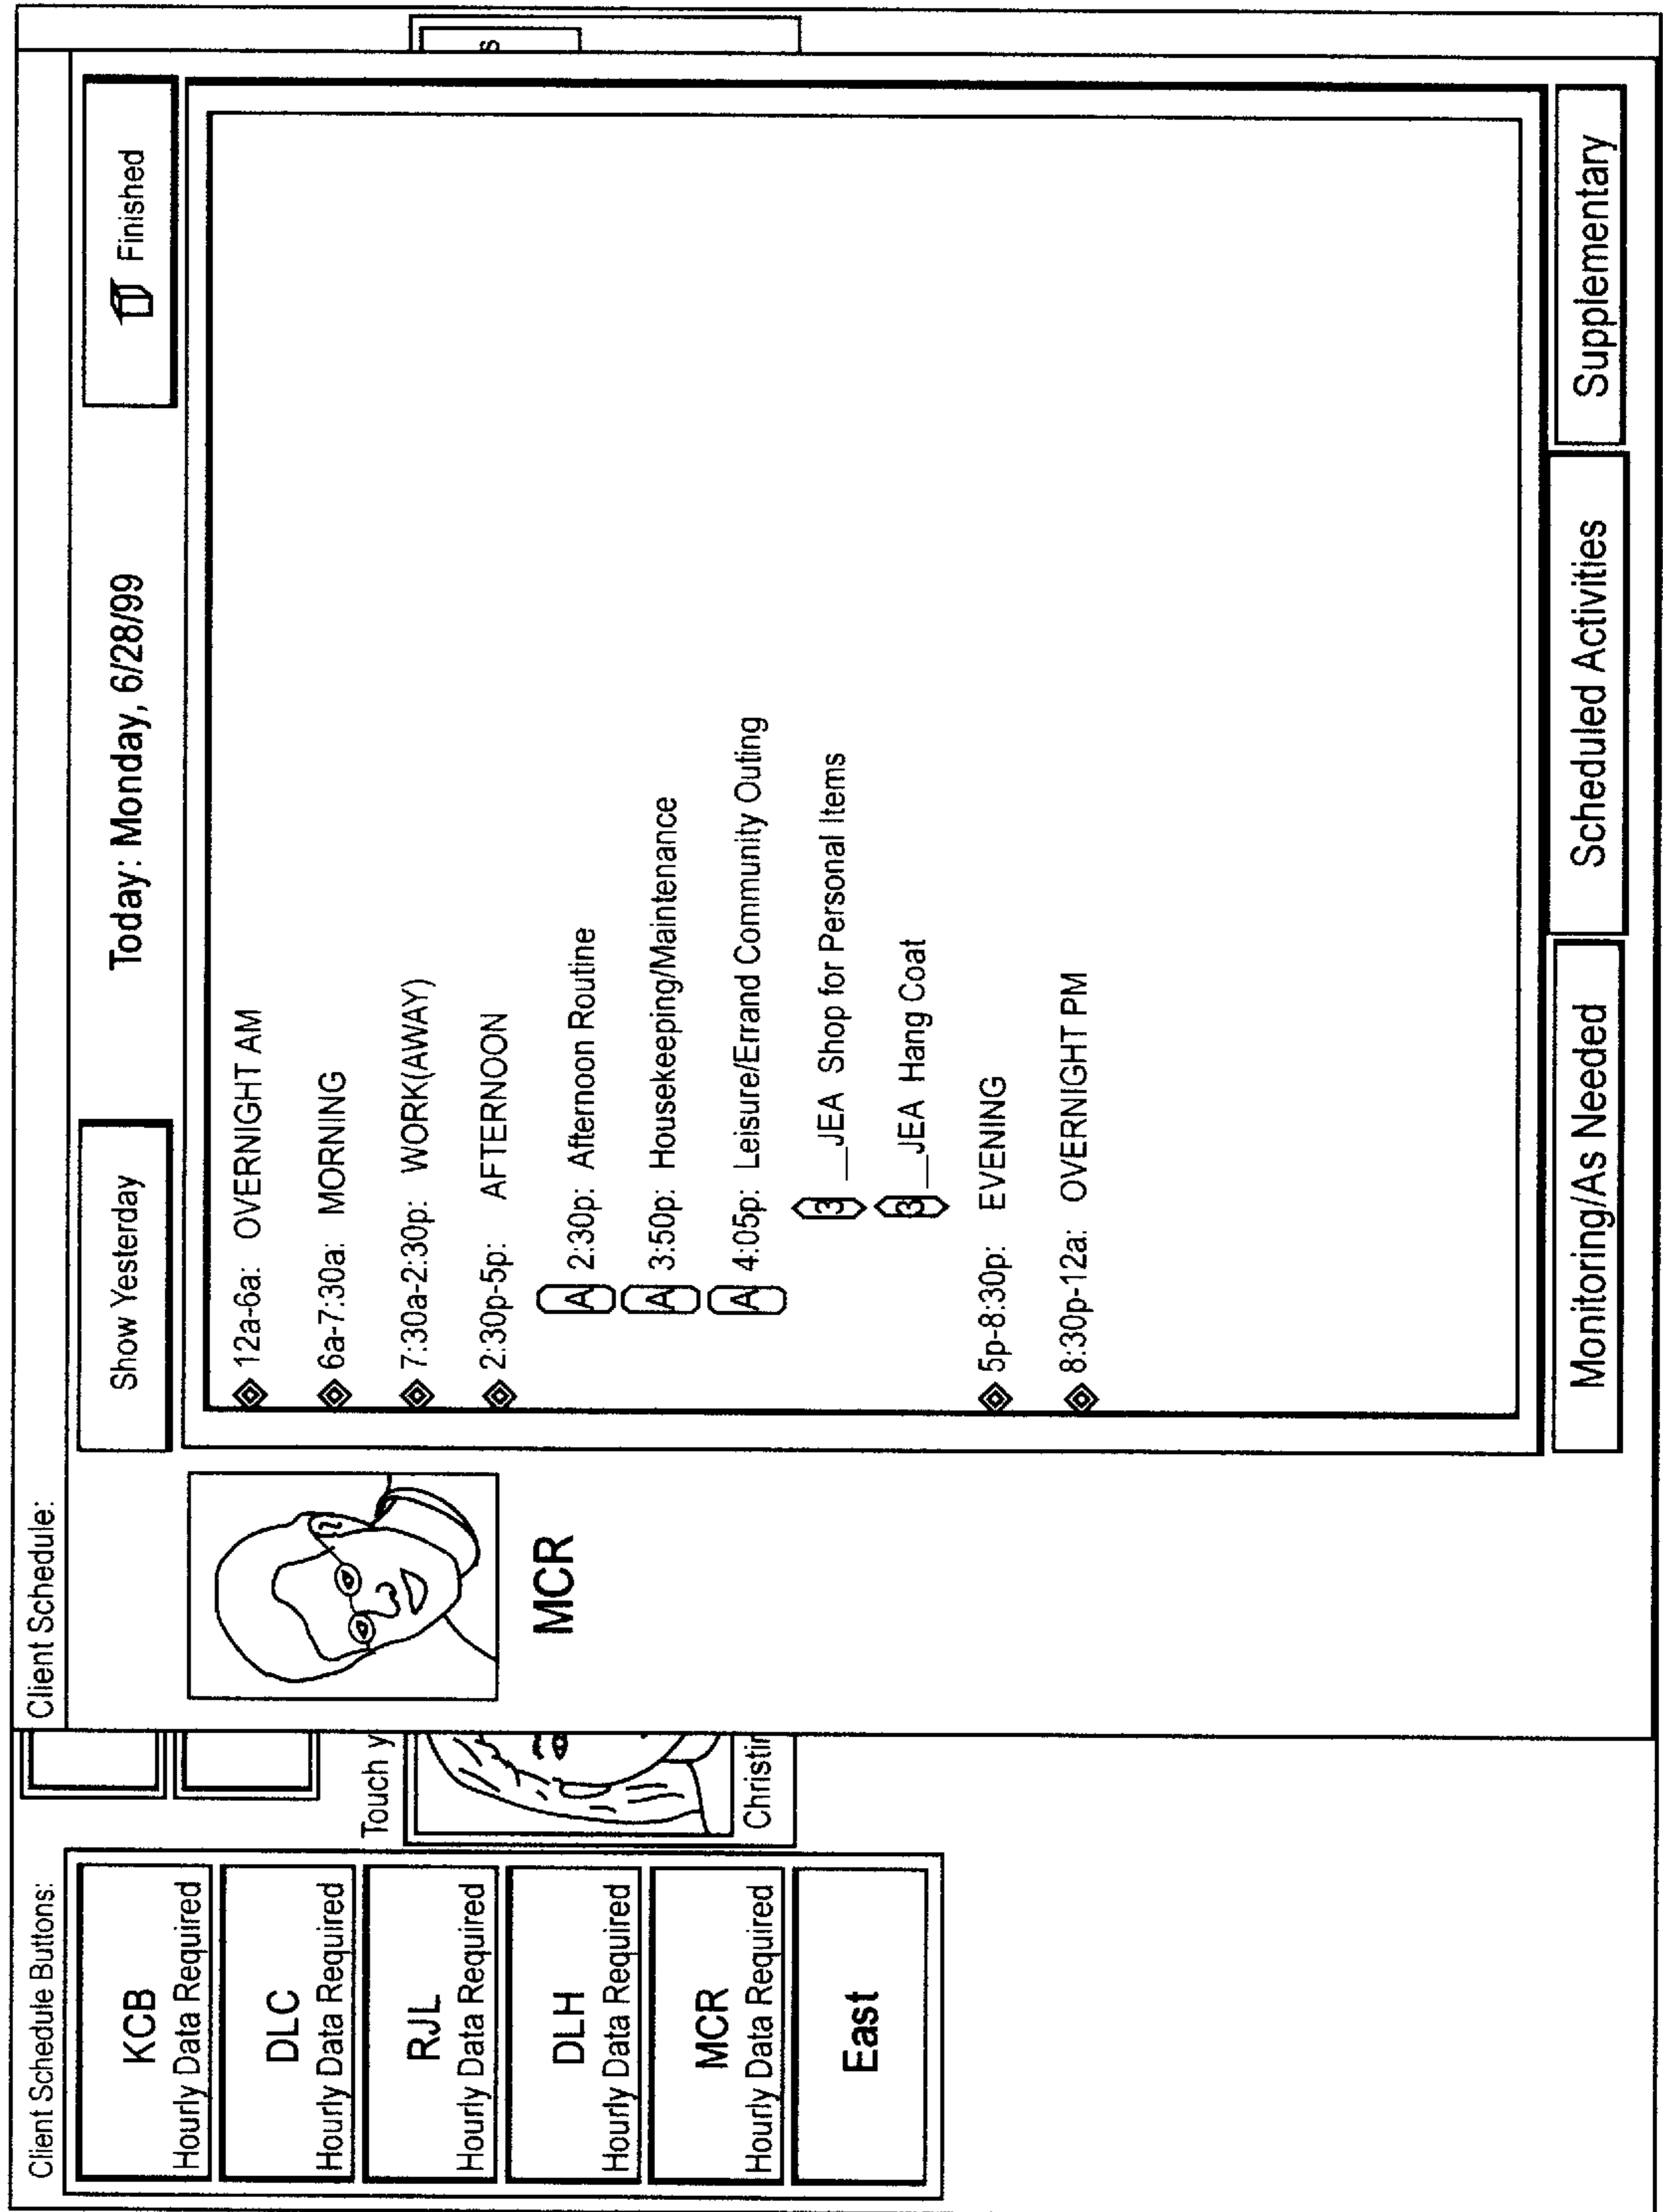 Client Schedule Buttons:
KCB
Hourly Data Required
DLC
Hourly Data Required
RJL
Hourly Data Required
DLH
Hourly Data Required
MCR
Hourly Data Required
East
Touch y
Christin
Client Schedule:
MCR
Show Yesterday
Today: Monday, 6/28/99
Finished
12a-6a: OVERNIGHT AM
6a-7:30a: MORNING
7:30a-2:30p: WORK(AWAY)
2:30p-5p: AFTERNOON
A 2:30p: Afternoon Routine
A 3:50p: Housekeeping/Maintenance
A 4:05p: Leisure/Errand Community Outing
3 __JEA Shop for Personal Items
3 __JEA Hang Coat
5p-8:30p: EVENING
8:30p-12a: OVERNIGHT PM
Monitoring/As Needed
Scheduled Activities
Supplementary
s